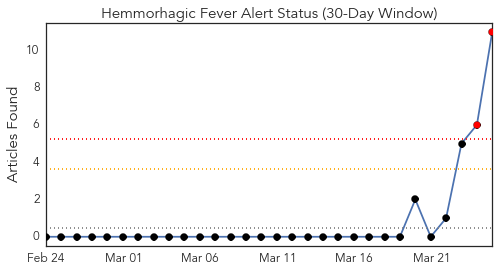 Hemmorhagic Fever Alert Status (30-Day Window)
Articles Found
10
8
6
4
2
0
Feb 24 Mar 01 Mar 06 Mar 11 Mar 16 Mar 21